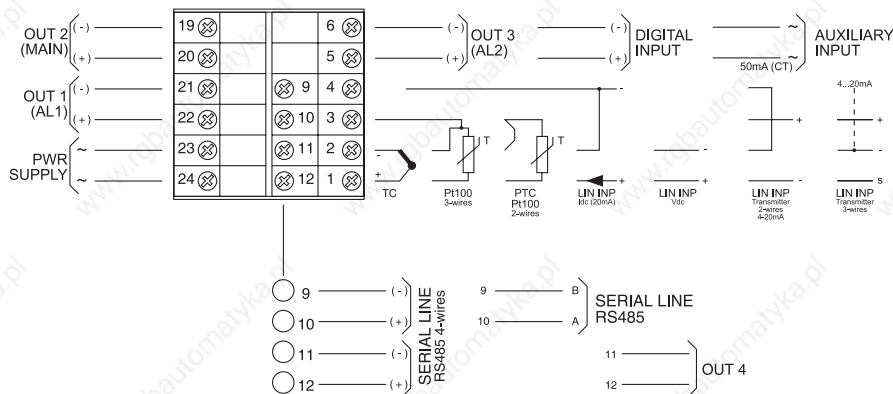 OUT 2 (-) 19 6 (-) OUT 3 (-) DIGITAL ~ AUXILIARY
(MAIN) (+) 20 5 (+) (AL2) (+) INPUT ~ INPUT
50mA (CT)
OUT 1 (-) 21 9 4 - 4...20mA
(AL1) (+) 22 10 3 + +
PWR ~ 23 11 2 - T T - -
SUPPLY ~ 24 12 1 + + + - S
TC
Pt100
3-wires
PTC
Pt100
2-wires
LIN INP
Idc (20mA)
LIN INP
Vdc
LIN INP
Transmitter
2-wires
4-20mA
LIN INP
Transmitter
3-wires
9 (-)
10 (+)
11 (-)
12 (+)
SERIAL LINE
RS485 4-wires
9 B
10 A
SERIAL LINE
RS485
11
12
OUT 4
www.rgbautomatyka.pl